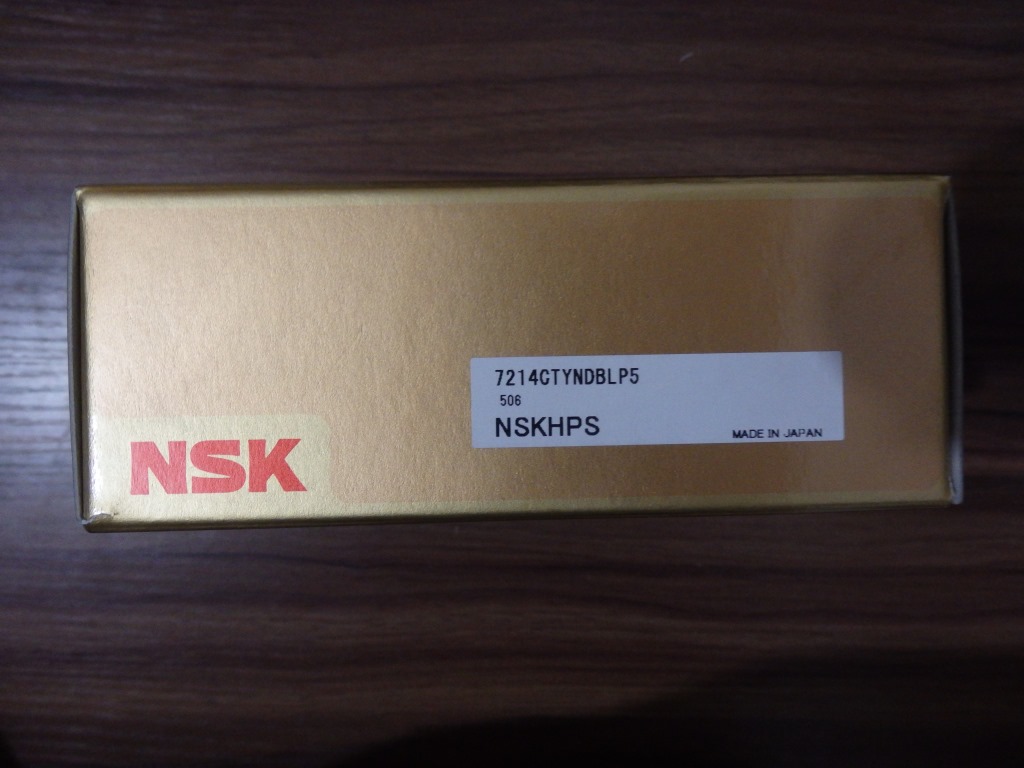 7214CTYNDBLP5
506
NSKHPS
MADE IN JAPAN
NSK